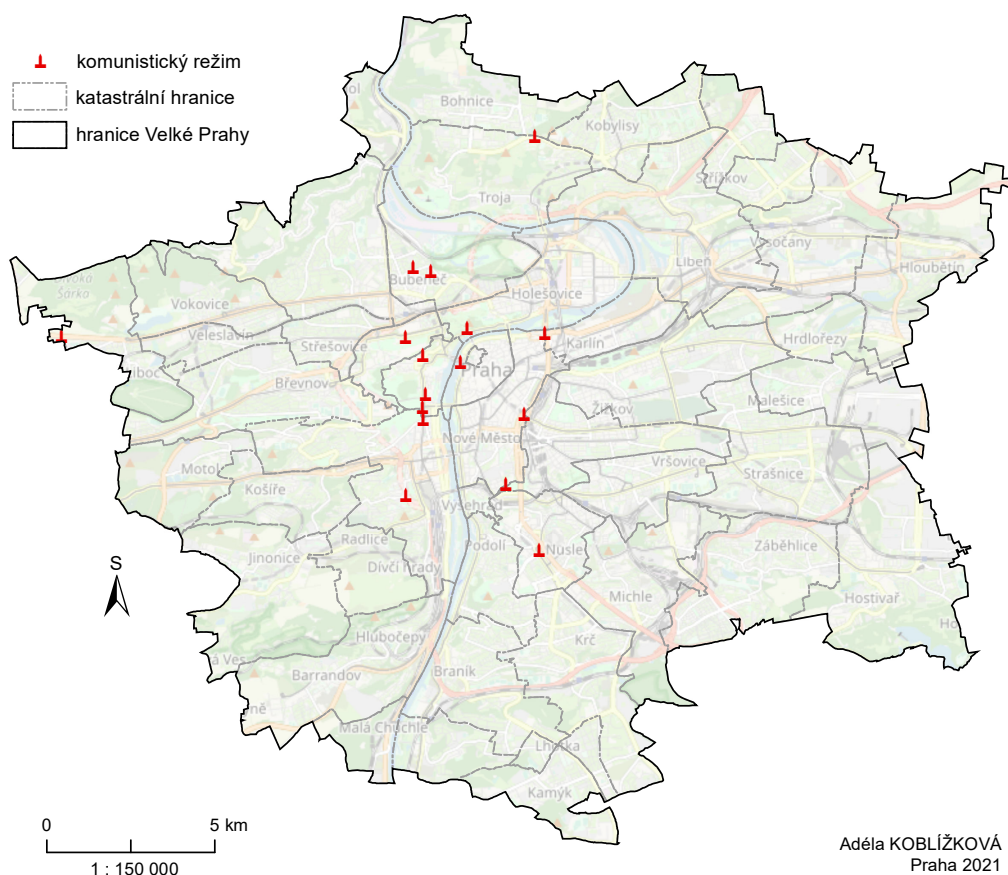 komunistický režim
katastrální hranice
hranice Velké Prahy
Bohnice
Kobylisy
Střížkov
Troja
Vysočany
Libeň
Hloubětín
Bubeneč
Holešovice
Divoká
Šárka
Vokovice
Veleslavín
Střešovice
Karlín
Hrdlořezy
Praha
Břevnov
Žižkov
Malešice
Nové Město
Motol
Vršovice
Strašnice
Košíře
Vyšehrad
Radlice
Podolí
Nusle
Záběhlice
Jinonice
Dívčí hrady
Michle
Hostivař
Hlubočepy
Krč
Braník
Barrandov
Malá Chuchle
Lhotka
Kamýk
S
0 5 km
1 : 150 000
Adéla KOBLÍŽKOVÁ
Praha 2021